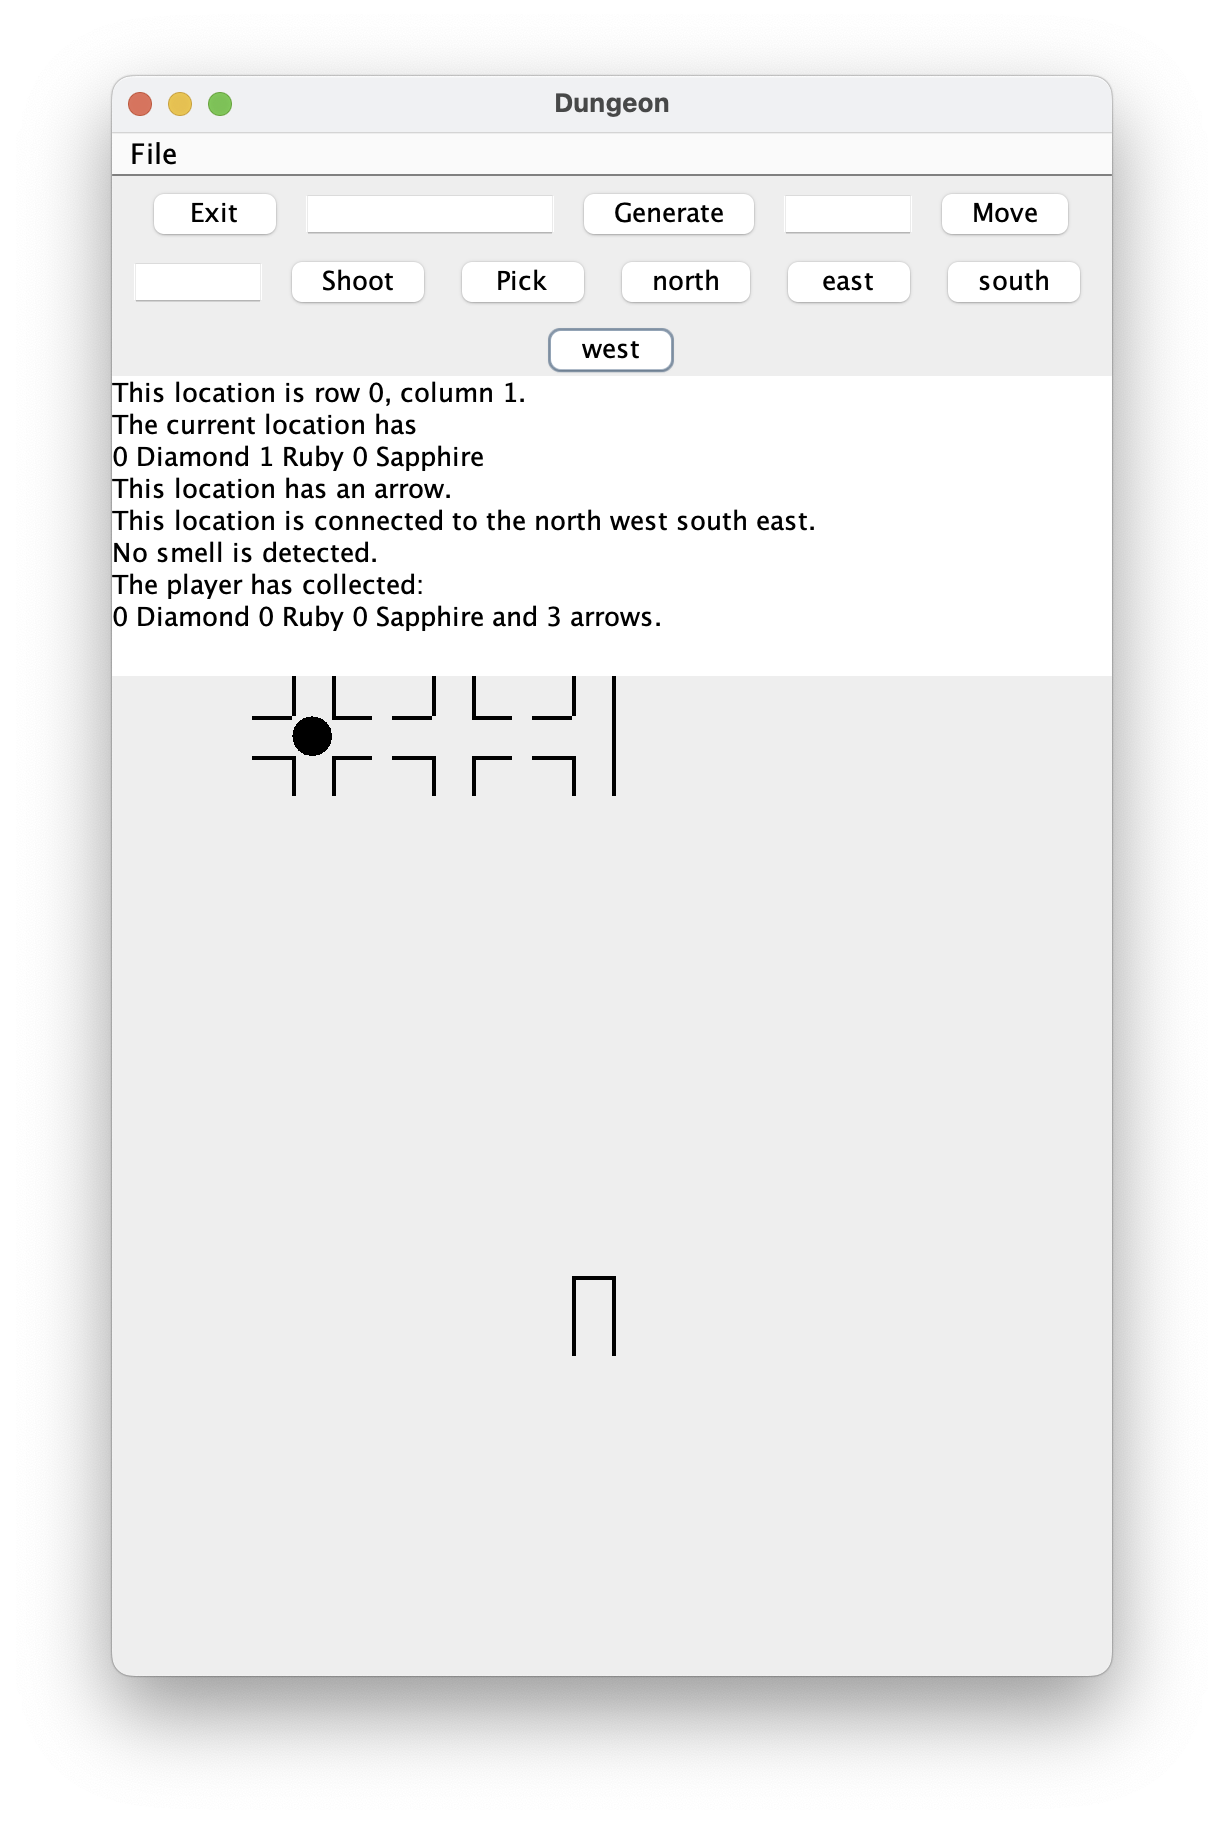 Dungeon
File
Exit Generate Move
Shoot Pick north east south
west
This location is row 0, column 1.
The current location has
0 Diamond 1 Ruby 0 Sapphire
This location has an arrow.
This location is connected to the north west south east.
No smell is detected.
The player has collected:
0 Diamond 0 Ruby 0 Sapphire and 3 arrows.